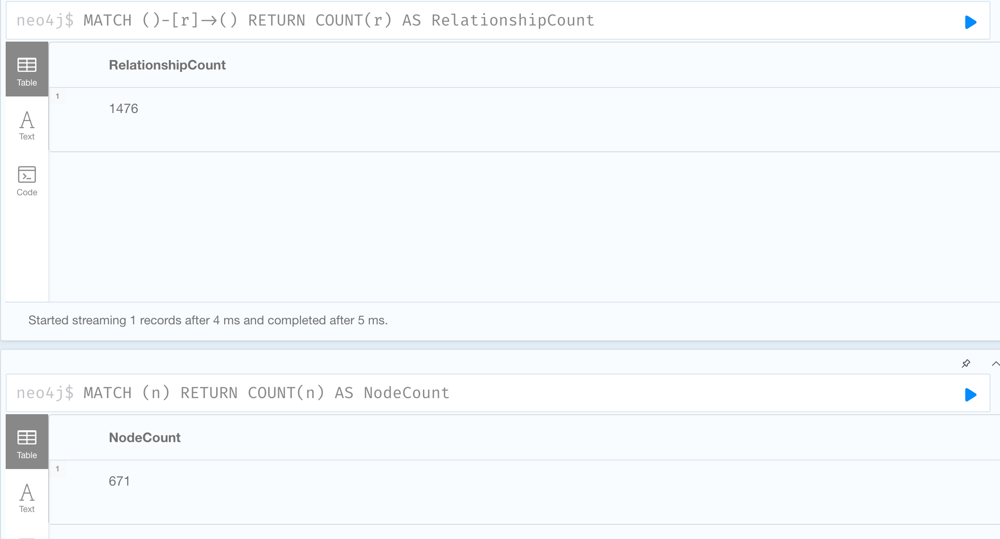 neo4j$ MATCH ()-[r]→() RETURN COUNT(r) AS RelationshipCount
Table
RelationshipCount
1
1476
Text
Code
Started streaming 1 records after 4 ms and completed after 5 ms.
neo4j$ MATCH (n) RETURN COUNT(n) AS NodeCount
Table
NodeCount
1
671
Text